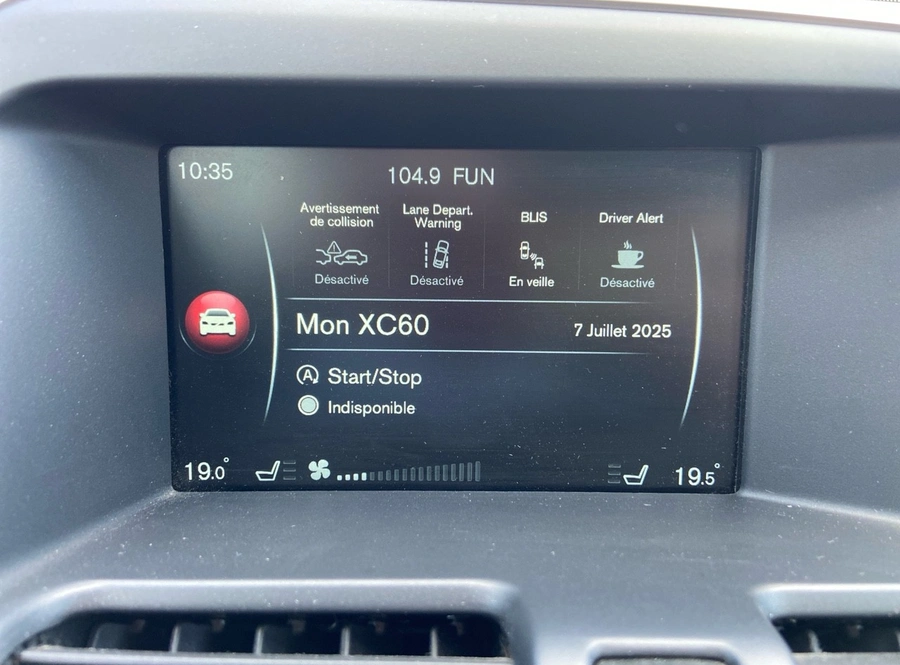 10:35
104.9 FUN
Avertissement
de collision
Désactivé
Lane Depart.
Warning
Désactivé
BLIS
En veille
Driver Alert
Désactivé
Mon XC60
7 Juillet 2025
A Start/Stop
Indisponible
19.0°
19.5°